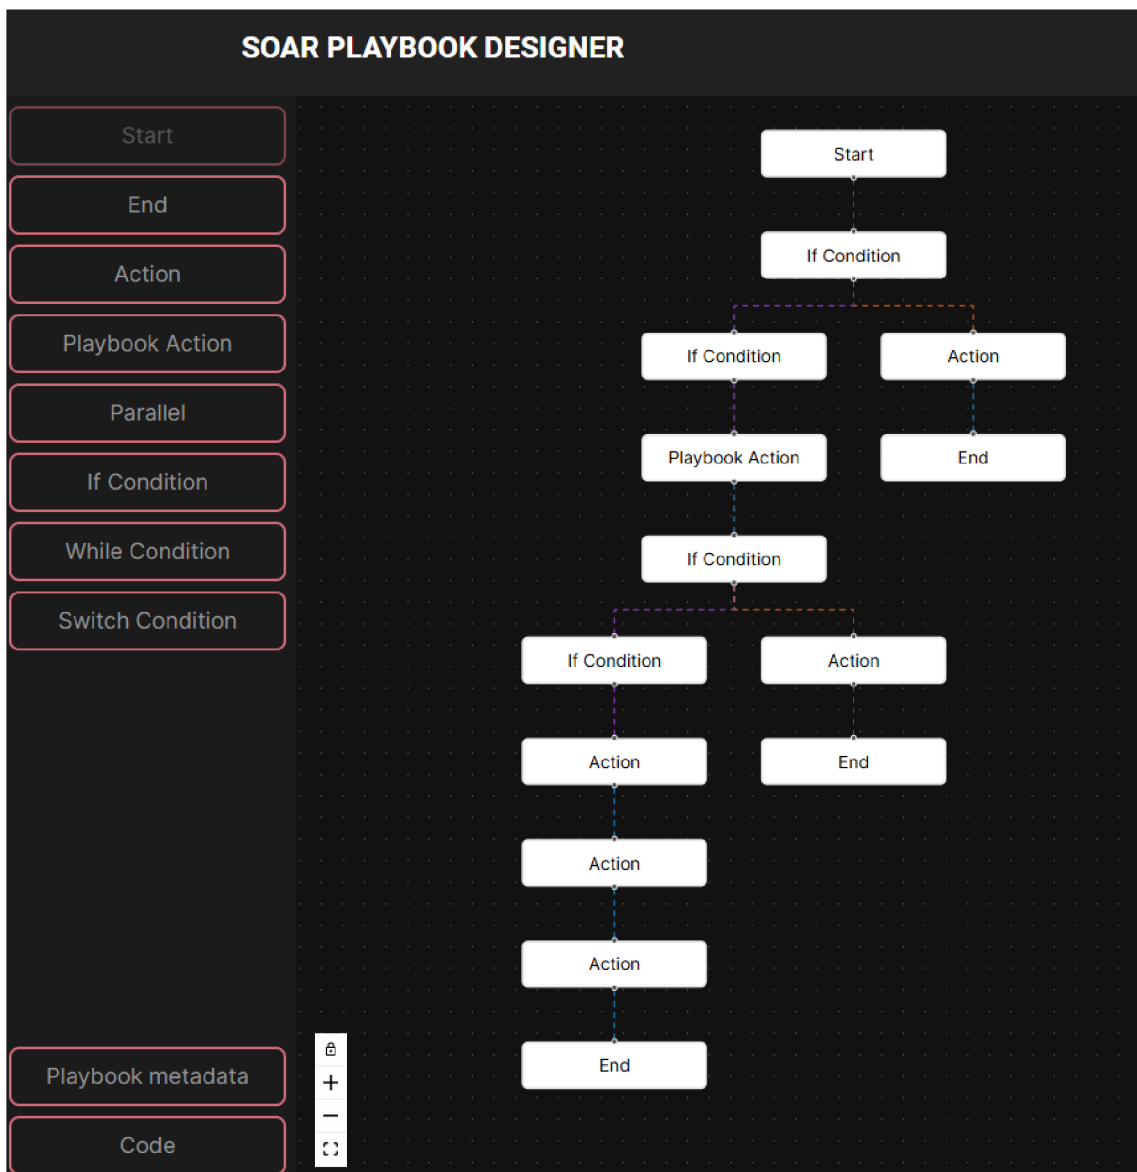 SOAR PLAYBOOK DESIGNER
Start
End
Action
Playbook Action
Parallel
If Condition
While Condition
Switch Condition
Playbook metadata
Code
Start
If Condition
If Condition
Action
Playbook Action
End
If Condition
If Condition
Action
Action
End
Action
Action
End